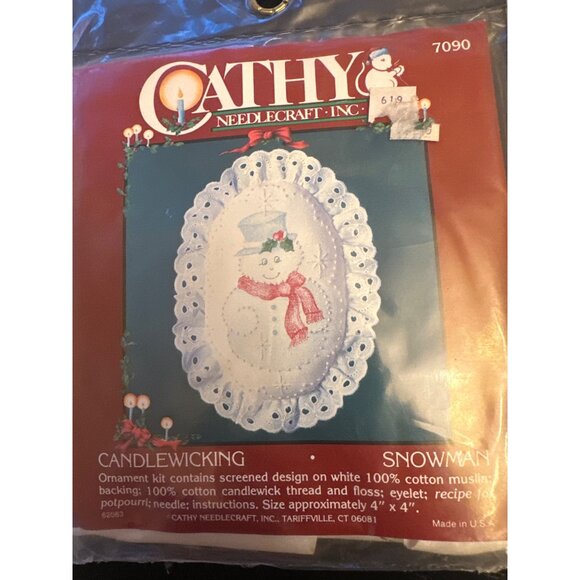 7090
CATHY
NEEDLECRAFT · INC ·
619
CANDLEWICKING • SNOWMAN
Ornament kit contains screened design on white 100% cotton muslin;
backing; 100% cotton candlewick thread and floss; eyelet; recipe for
potpourri; needle; instructions. Size approximately 4" x 4".
62083
CATHY NEEDLECRAFT, INC., TARIFFVILLE, CT 06081
Made in U.S.A